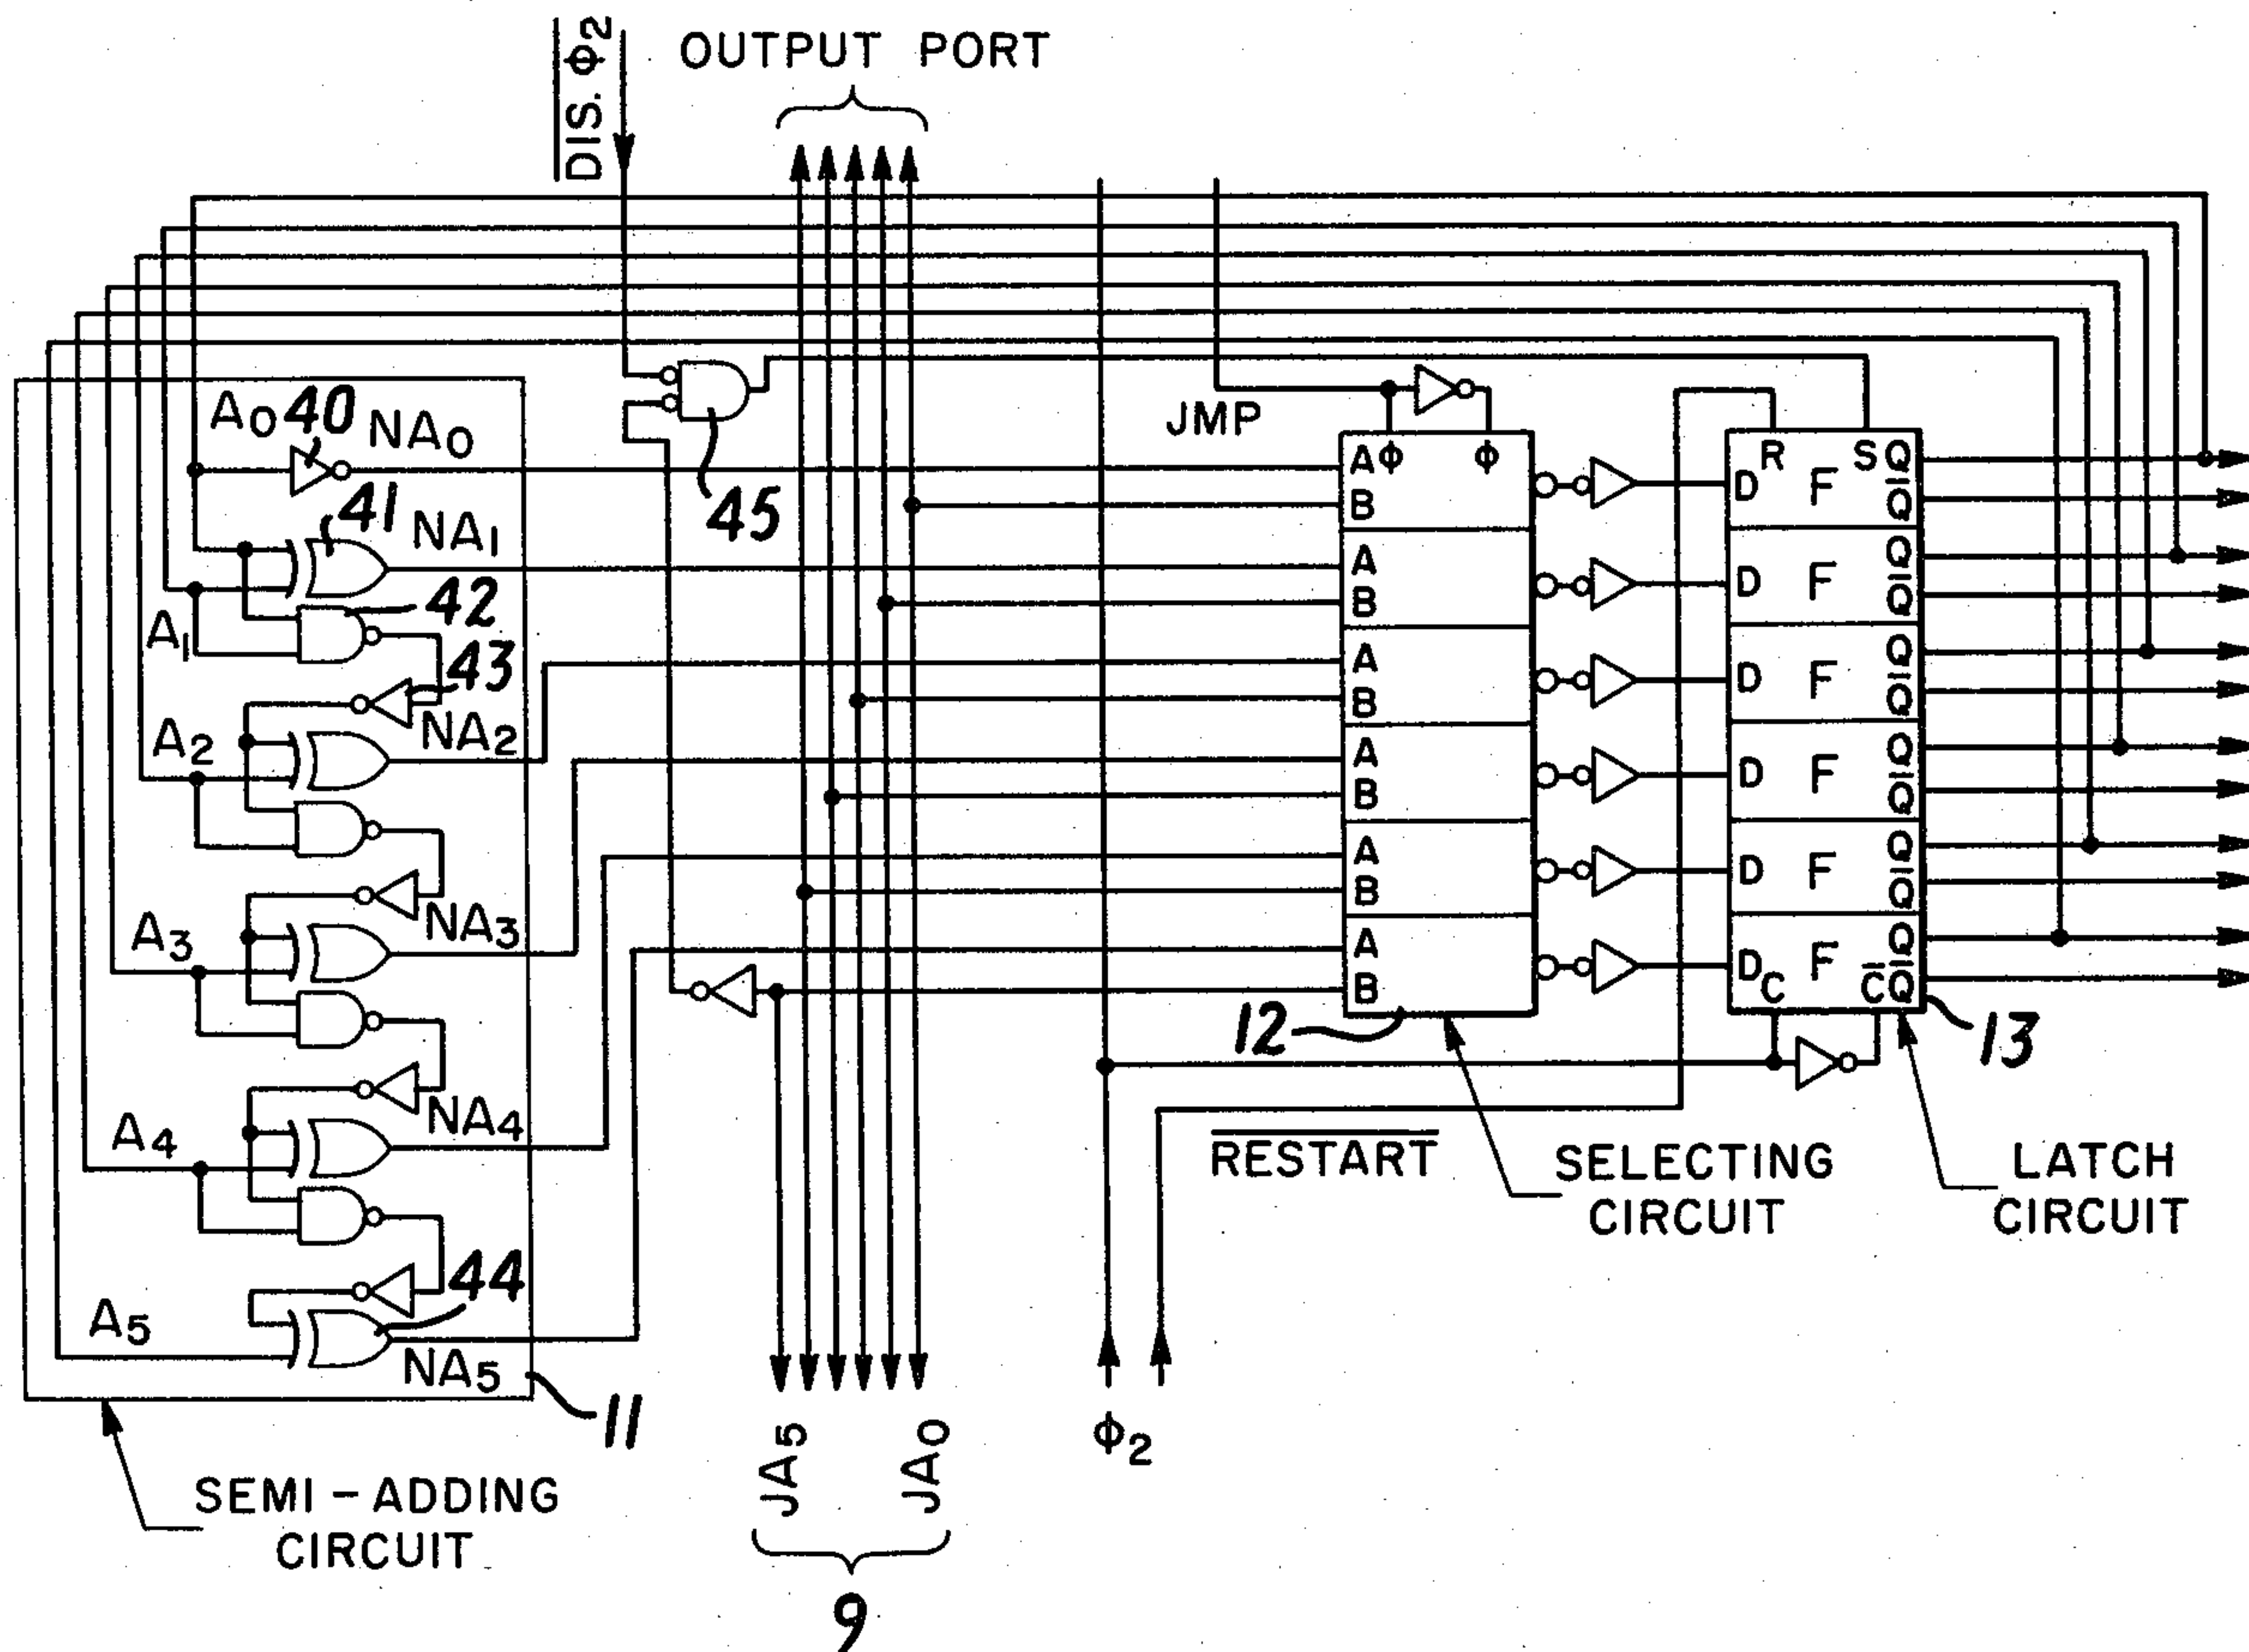 DIS. Φ2
OUTPUT PORT
A0 40 NA0
41 NA1
42
A1
43
NA2
A2
NA3
A3
NA4
A4
44
A5
NA5
11
SEMI-ADDING
CIRCUIT
45
JA5
JA0
9
JMP
Φ Φ
A
B
A
B
A
B
A
B
A
B
A
B
12
R S Q
D F Q̅
Q
D F Q̅
Q
D F Q̅
Q
D F Q̅
Q
D F Q̅
Q
D F
C C̅ Q̅
13
RESTART
SELECTING
CIRCUIT
LATCH
CIRCUIT
Φ2